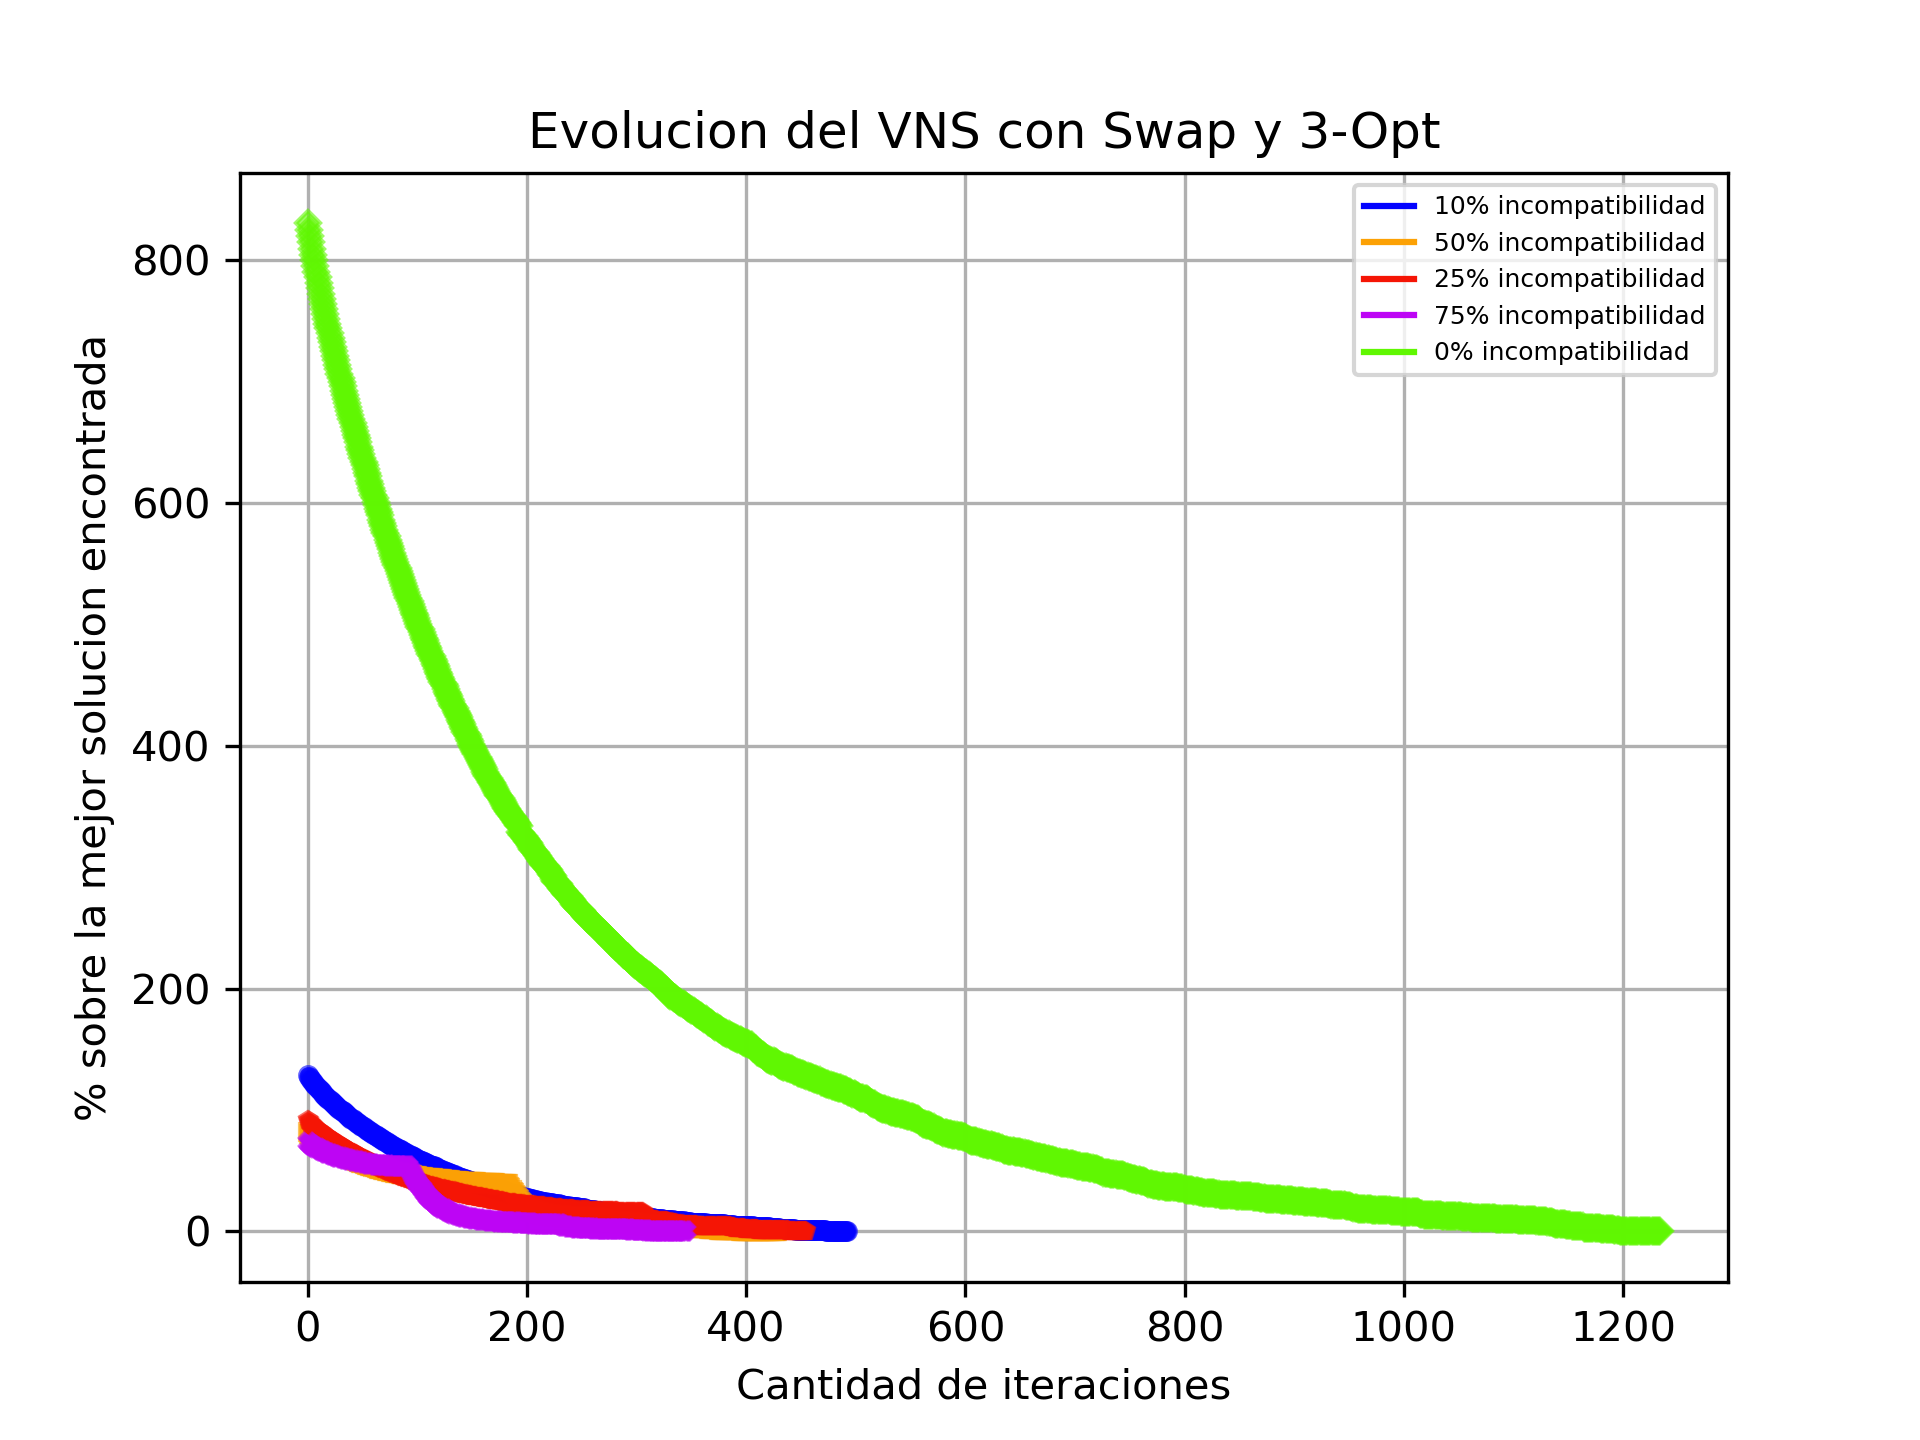 Evolucion del VNS con Swap y 3-Opt
10% incompatibilidad
50% incompatibilidad
25% incompatibilidad
75% incompatibilidad
0% incompatibilidad
% sobre la mejor solucion encontrada
800
600
400
200
0
0 200 400 600 800 1000 1200
Cantidad de iteraciones